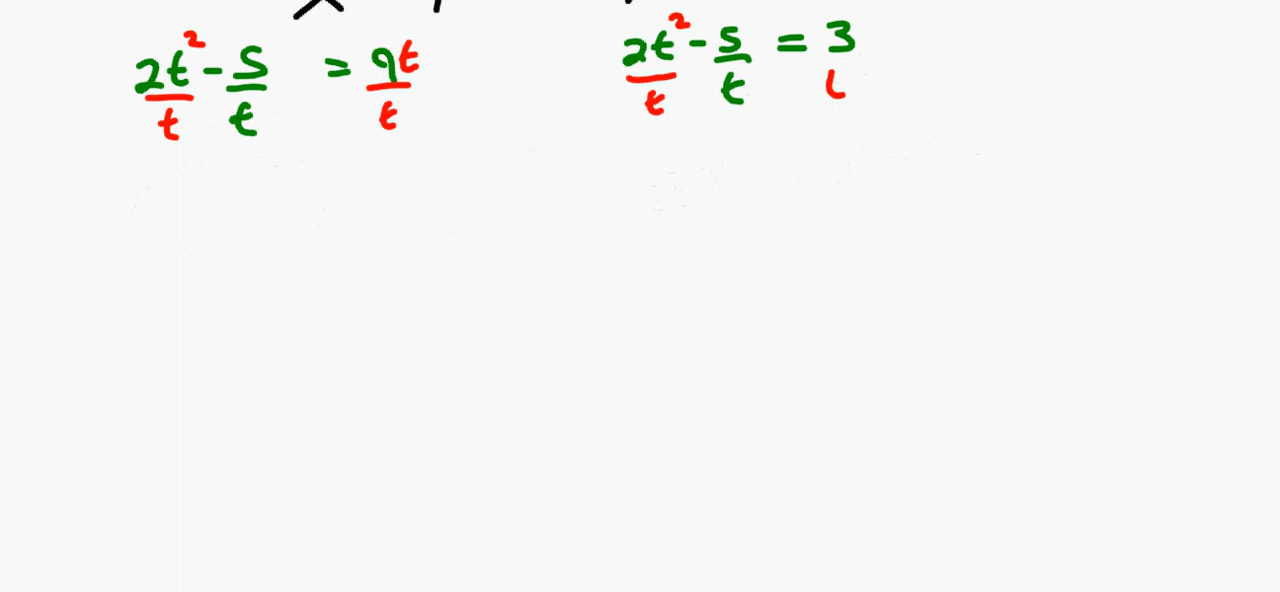 2t²/t - 5/t = 9t/t
2t²/t - 5/t = 3